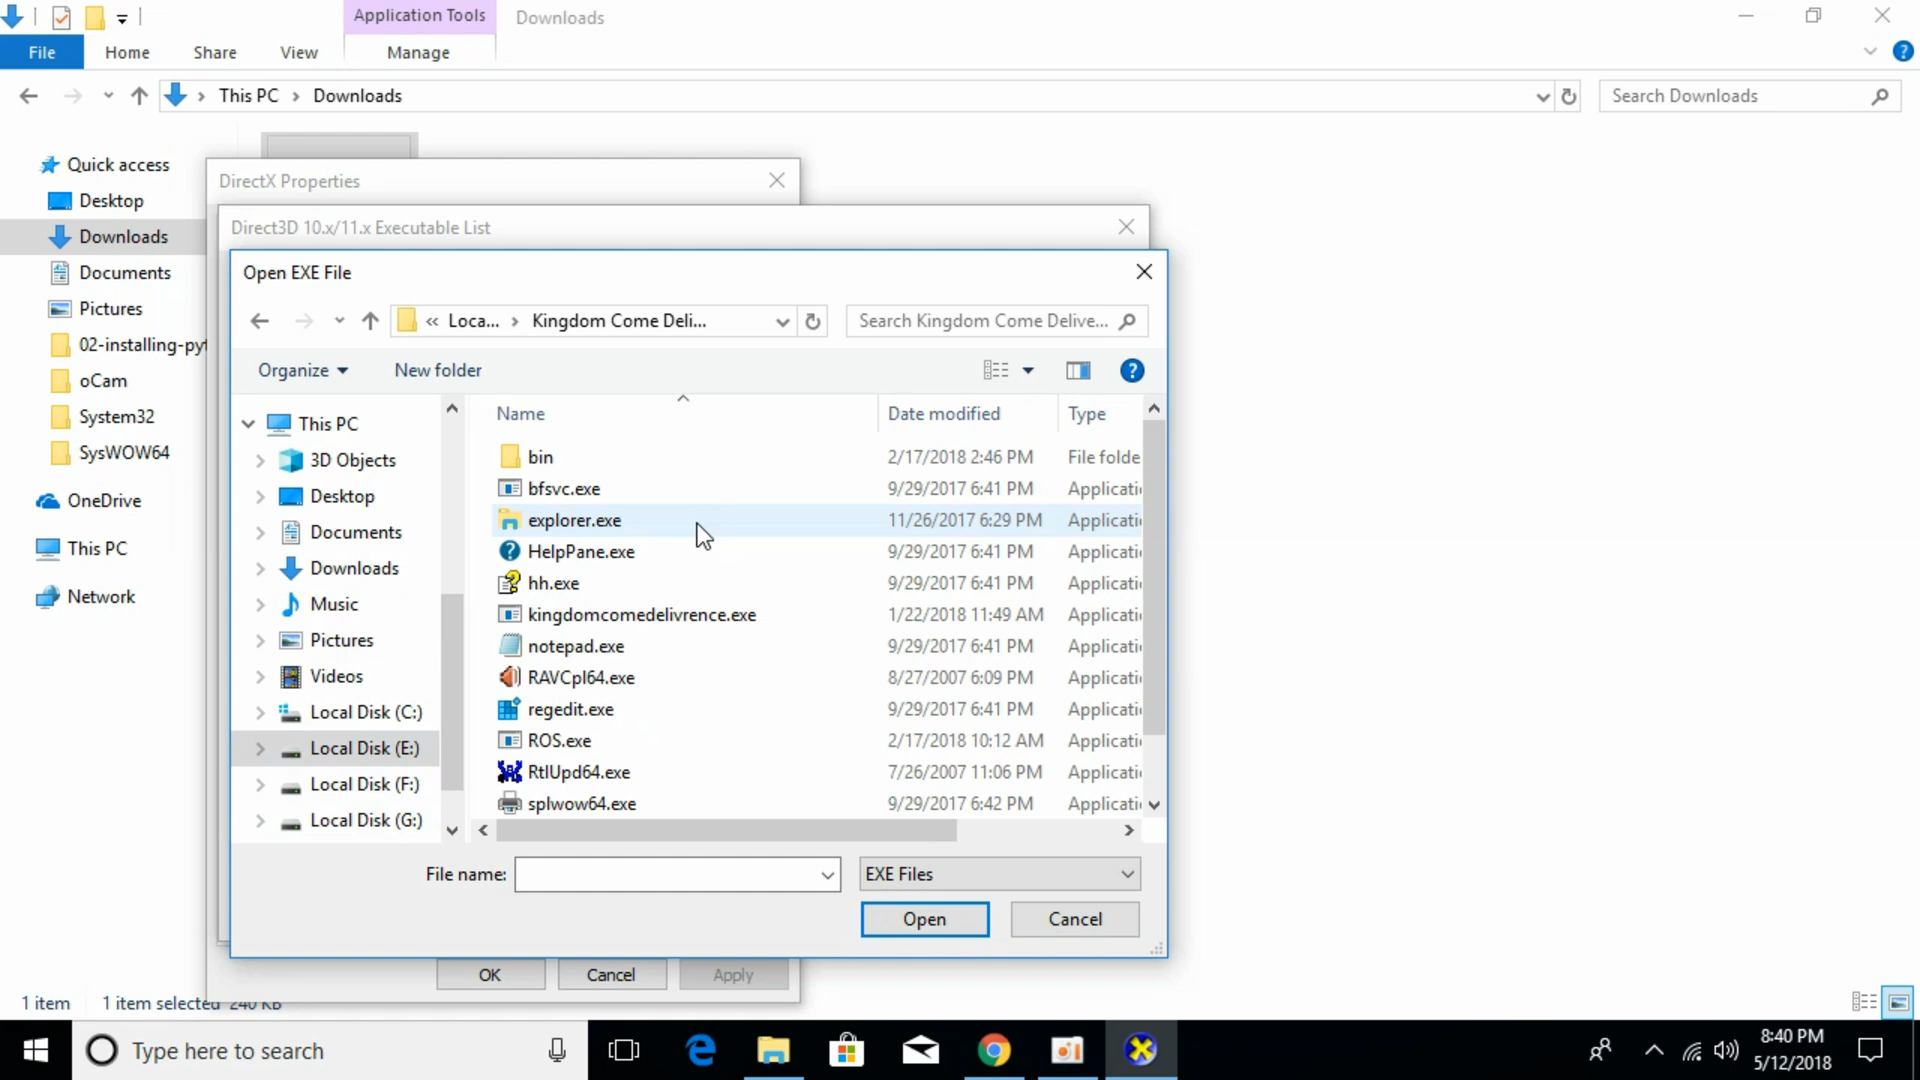 Application Tools
Downloads
File
Home
Share
View
Manage
This PC
Downloads
Search Downloads
Quick access
Desktop
Downloads
Documents
Pictures
02-installing-pyt
oCam
System32
SysWOW64
OneDrive
This PC
Network
DirectX Properties
Direct3D 10.x/11.x Executable List
Open EXE File
« Loca... › Kingdom Come Deli...
Search Kingdom Come Delive...
Organize
New folder
This PC
3D Objects
Desktop
Documents
Downloads
Music
Pictures
Videos
Local Disk (C:)
Local Disk (E:)
Local Disk (F:)
Local Disk (G:)
Name Date modified Type
bin 2/17/2018 2:46 PM File folde
bfsvc.exe 9/29/2017 6:41 PM Applicati
explorer.exe 11/26/2017 6:29 PM Applicati
HelpPane.exe 9/29/2017 6:41 PM Applicati
hh.exe 9/29/2017 6:41 PM Applicati
kingdomcomedelivrence.exe 1/22/2018 11:49 AM Applicati
notepad.exe 9/29/2017 6:41 PM Applicati
RAVCpl64.exe 8/27/2007 6:09 PM Applicati
regedit.exe 9/29/2017 6:41 PM Applicati
ROS.exe 2/17/2018 10:12 AM Applicati
RtlUpd64.exe 7/26/2007 11:06 PM Applicati
splwow64.exe 9/29/2017 6:42 PM Applicati
File name:
EXE Files
Open
Cancel
OK
Cancel
Apply
1 item
1 item selected 240 KB
Type here to search
8:40 PM
5/12/2018